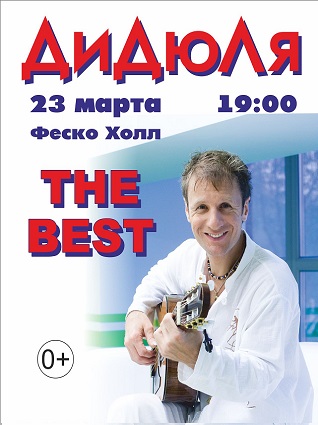 ДиДюЛя
23 марта 19:00
Феско Холл
THE
BEST
0+